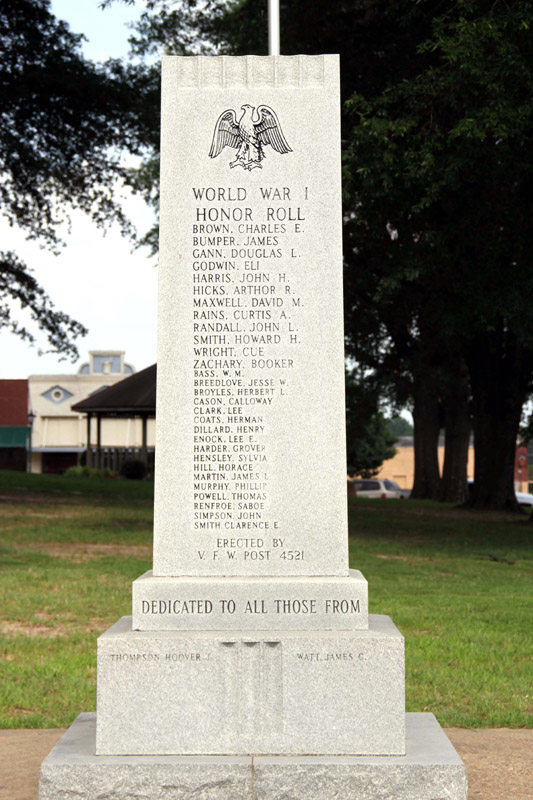 WORLD WAR I
HONOR ROLL
BROWN, CHARLES E.
BUMPER, JAMES
GANN, DOUGLAS L.
GODWIN, ELI
HARRIS, JOHN H.
HICKS, ARTHOR R.
MAXWELL, DAVID M.
RAINS, CURTIS A.
RANDALL, JOHN L.
SMITH, HOWARD H.
WRIGHT, CUE
ZACHARY, BOOKER
BASS, W. M.
BREEDLOVE, JESSE W.
BROYLES, HERBERT L.
CASON, CALLOWAY
CLARK, LEE
COATS, HERMAN
DILLARD, HENRY
ENOCK, LEE E.
HARDER, GROVER
HENSLEY, SYLVIA
HILL, HORACE
MARTIN, JAMES I.
MURPHY, PHILLIP
POWELL, THOMAS
RENFROE, SABOE
SIMPSON, JOHN
SMITH, CLARENCE E.
ERECTED BY
V. F. W. POST 4521
DEDICATED TO ALL THOSE FROM
THOMPSON, HOOVER J.
WATT, JAMES C.